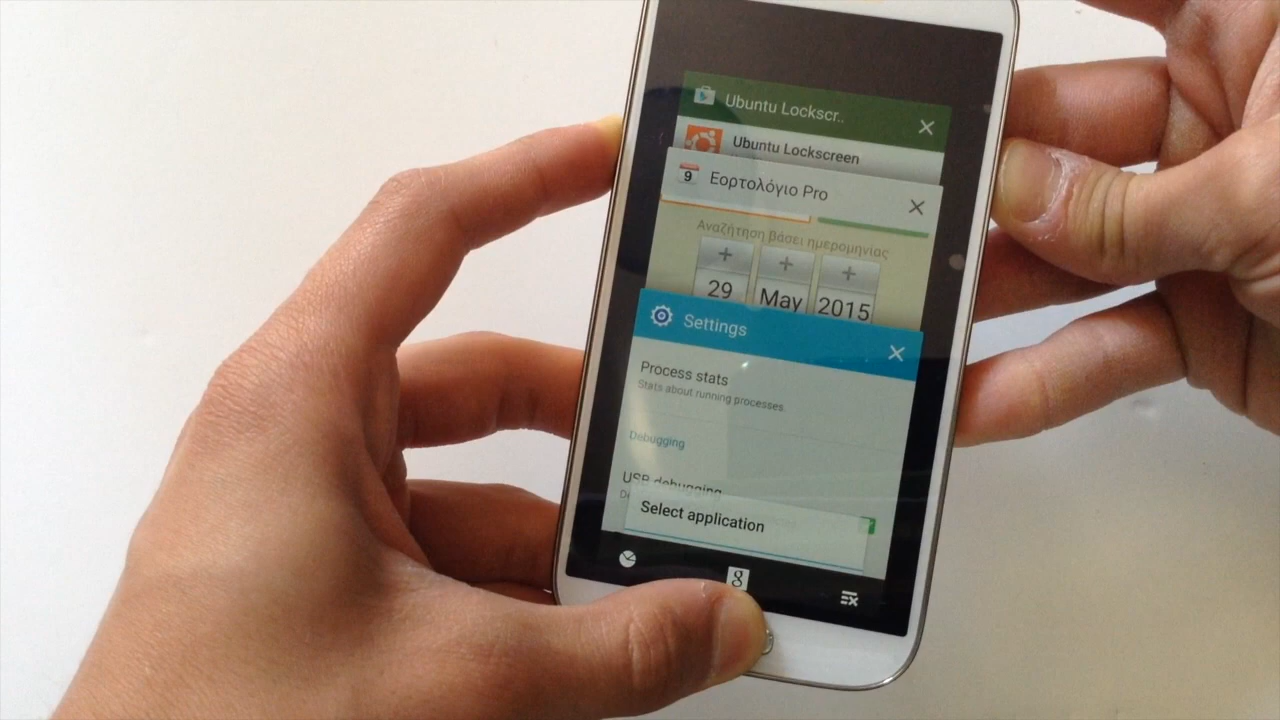 Ubuntu Lockscr..
Ubuntu Lockscreen
9
Εορτολόγιο Pro
Αναζήτηση βάσει ημερομηνίας
+ + +
29 May 2015
Settings
Process stats
Stats about running processes
Debugging
USB debugging
Select application
g